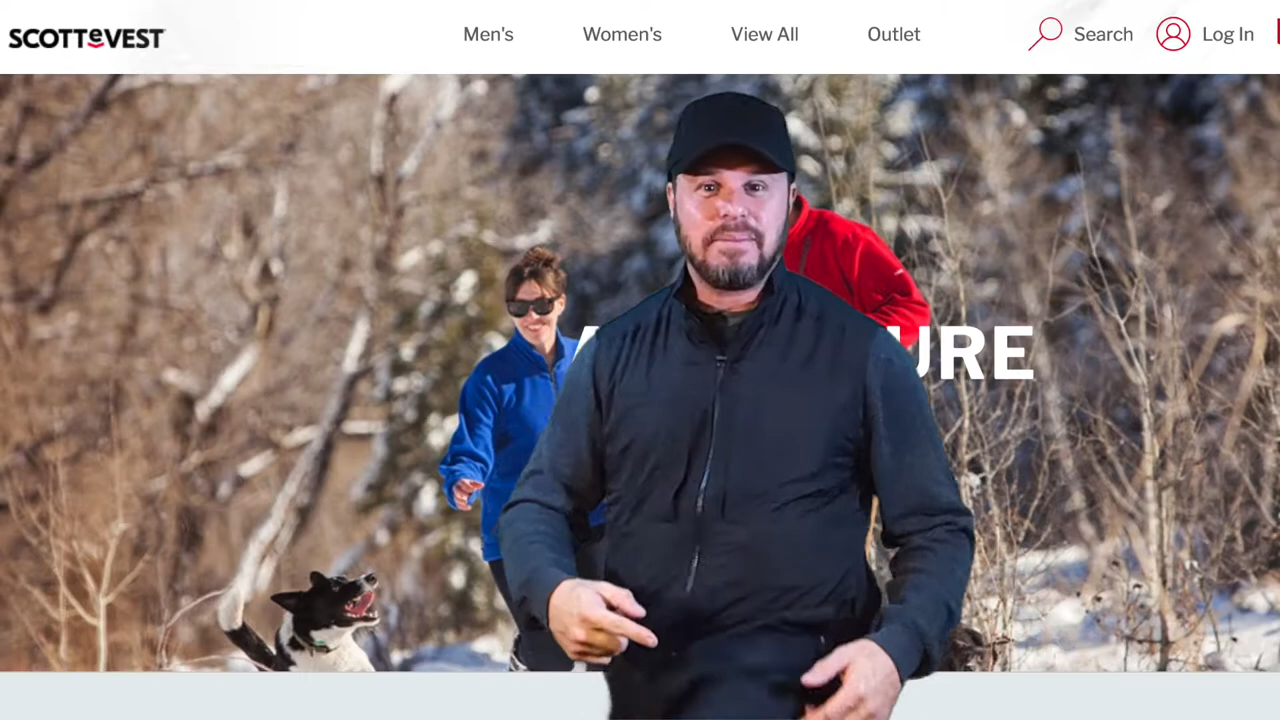 SCOTTeVEST
Men's
Women's
View All
Outlet
Search
Log In
URE